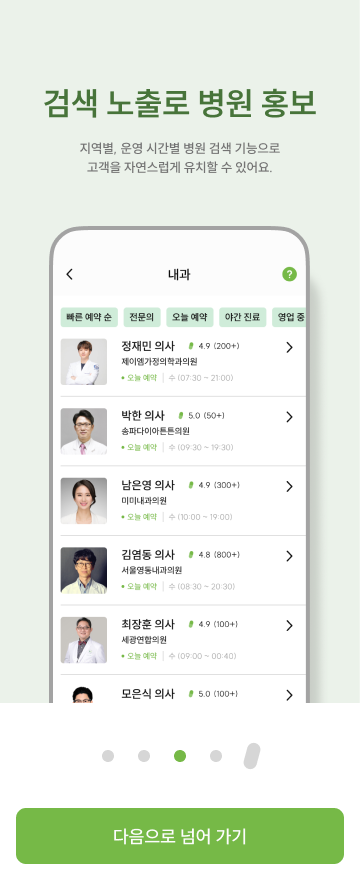 검색 노출로 병원 홍보
지역별, 운영 시간별 병원 검색 기능으로
고객을 자연스럽게 유치할 수 있어요.
내과
?
빠른 예약 순 전문의 오늘 예약 야간 진료 영업 중
정재민 의사 4.9 (200+)
제이엠가정의학과의원
• 오늘 예약 | 수 (07:30 ~ 21:00)
박한 의사 5.0 (50+)
송파다이아튼튼의원
• 오늘 예약 | 수 (09:30 ~ 19:30)
남은영 의사 4.9 (300+)
미미내과의원
• 오늘 예약 | 수 (10:00 ~ 19:00)
김염동 의사 4.8 (800+)
서울영동내과의원
• 오늘 예약 | 수 (08:30 ~ 20:30)
최장훈 의사 4.9 (100+)
세광연합의원
• 오늘 예약 | 수 (09:00 ~ 00:40)
모은식 의사 5.0 (100+)
다음으로 넘어 가기